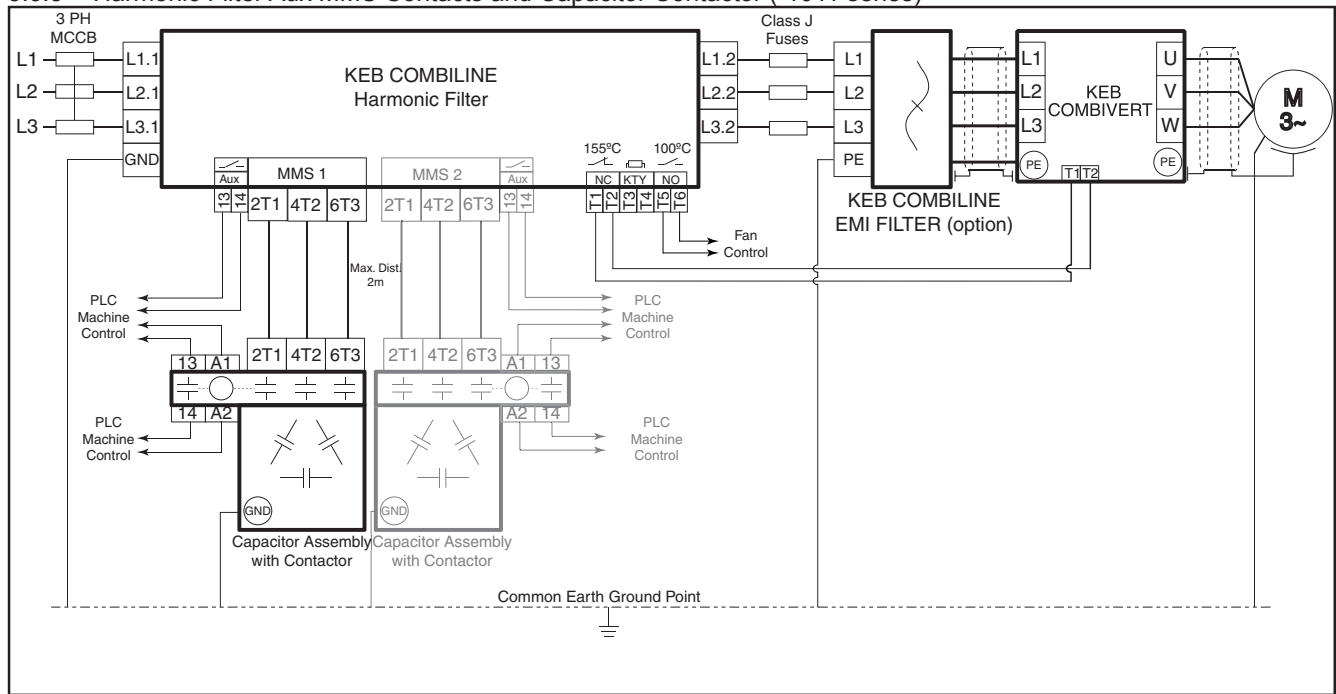 Harmonic Filter Aux MMS Contacts and Capacitor Contactor
3 PH
MCCB
L1
L2
L3
L1.1
L2.1
L3.1
GND
KEB COMBILINE
Harmonic Filter
L1.2
L2.2
L3.2
Class J
Fuses
L1
L2
L3
PE
KEB COMBILINE
EMI FILTER (option)
L1
L2
L3
PE
KEB
COMBIVERT
U
V
W
PE
T1 T2
M
3~
Aux
13 14
MMS 1
2T1 4T2 6T3
MMS 2
2T1 4T2 6T3
Aux
13 14
155ºC
100ºC
NC KTY NO
T1 T2 T3 T4 T5 T6
Fan
Control
Max. Dist.
2m
PLC
Machine
Control
PLC
Machine
Control
13 A1 2T1 4T2 6T3
2T1 4T2 6T3 A1 13
14 A2
A2 14
PLC
Machine
Control
PLC
Machine
Control
GND
GND
Capacitor Assembly
with Contactor
Capacitor Assembly
with Contactor
Common Earth Ground Point